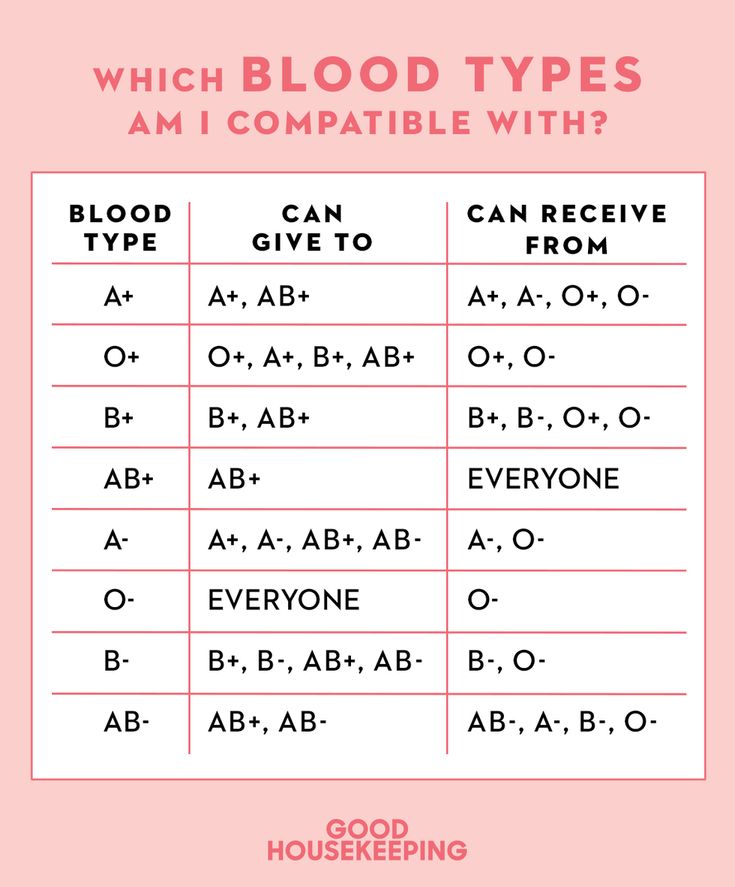 WHICH BLOOD TYPES
AM I COMPATIBLE WITH?
BLOOD TYPE CAN GIVE TO CAN RECEIVE FROM
A+ A+, AB+ A+, A-, O+, O-
O+ O+, A+, B+, AB+ O+, O-
B+ B+, AB+ B+, B-, O+, O-
AB+ AB+ EVERYONE
A- A+, A-, AB+, AB- A-, O-
O- EVERYONE O-
B- B+, B-, AB+, AB- B-, O-
AB- AB+, AB- AB-, A-, B-, O-
GOOD
HOUSEKEEPING